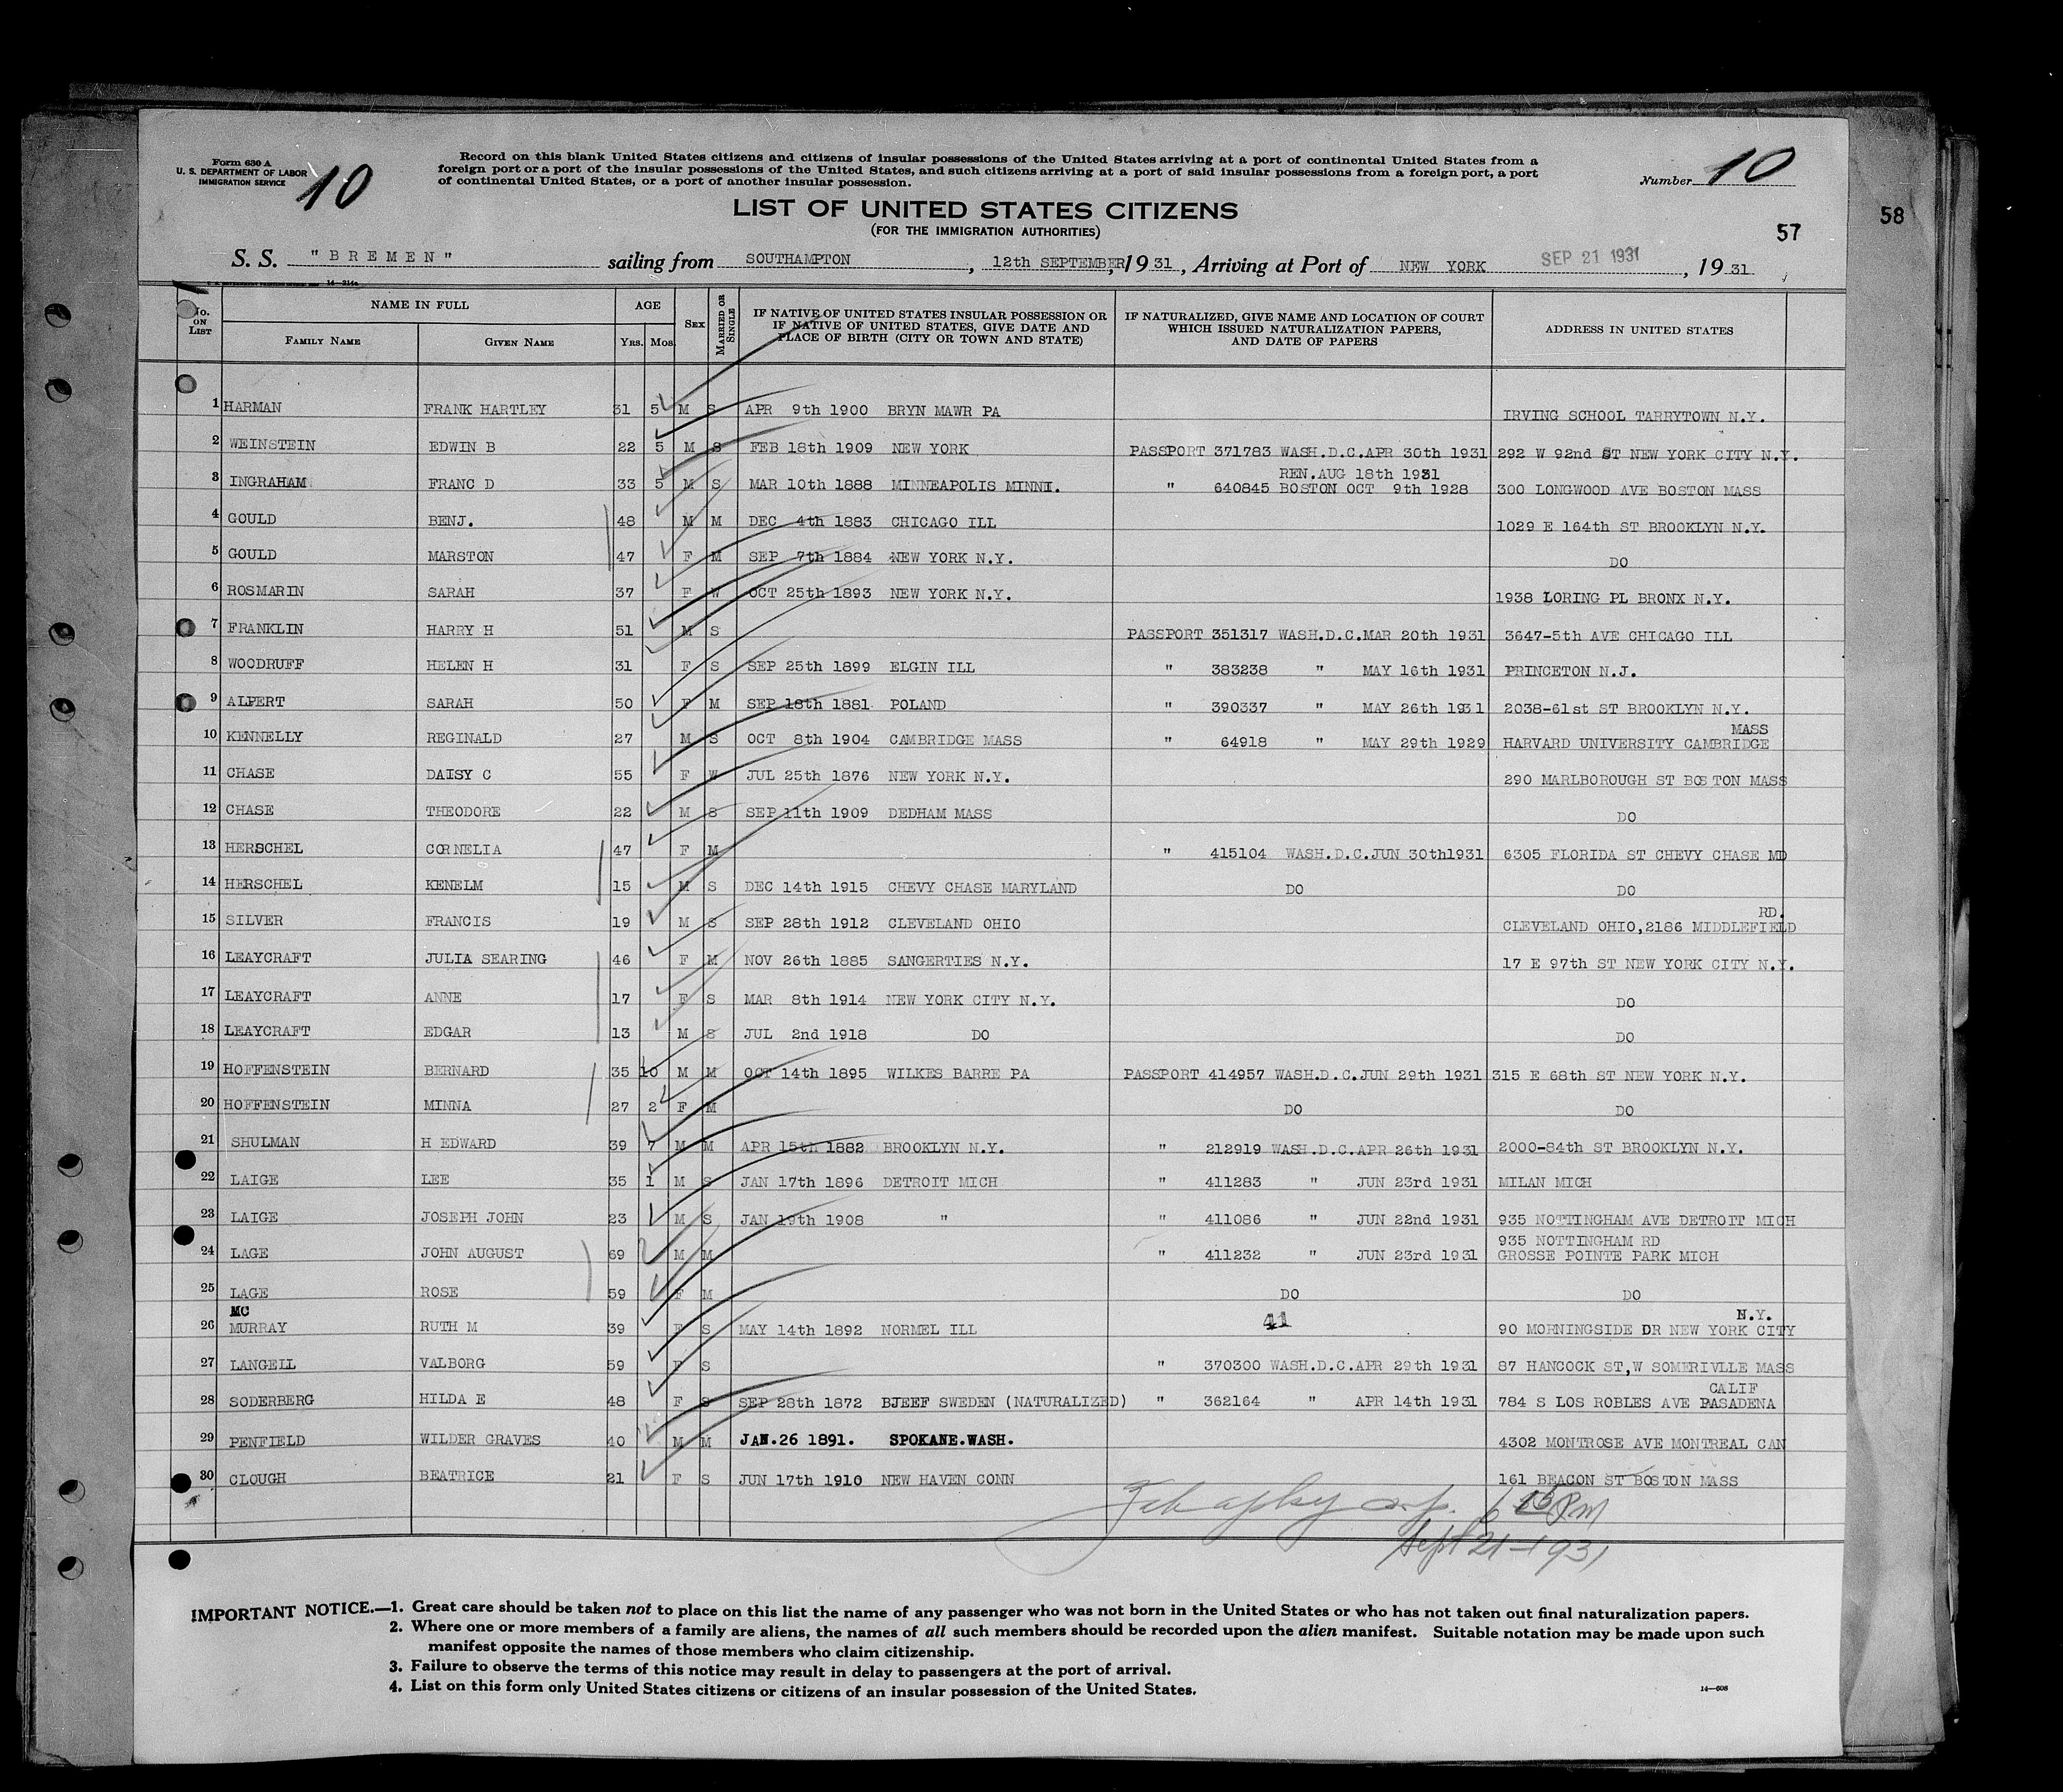 Form 630 A
U. S. DEPARTMENT OF LABOR
IMMIGRATION SERVICE
10
Record on this blank United States citizens and citizens of insular possessions of the United States arriving at a port of continental United States from a
foreign port or a port of the insular possessions of the United States, and such citizens arriving at a port of said insular possessions from a foreign port, a port
of continental United States, or a port of another insular possession.
Number 10
LIST OF UNITED STATES CITIZENS
(FOR THE IMMIGRATION AUTHORITIES)
57
58
S. S. "BREMEN" sailing from SOUTHAMPTON, 12th SEPTEMBER, 1931, Arriving at Port of NEW YORK SEP 21 1931, 1931
14—214a
No. ON LIST NAME IN FULL FAMILY NAME GIVEN NAME AGE YRS. MOS. SEX MARRIED OR SINGLE IF NATIVE OF UNITED STATES INSULAR POSSESSION OR IF NATIVE OF UNITED STATES, GIVE DATE AND PLACE OF BIRTH (CITY OR TOWN AND STATE) IF NATURALIZED, GIVE NAME AND LOCATION OF COURT WHICH ISSUED NATURALIZATION PAPERS, AND DATE OF PAPERS ADDRESS IN UNITED STATES
1 HARMAN FRANK HARTLEY 31 5 M S APR 9th 1900 BRYN MAWR PA IRVING SCHOOL TARRYTOWN N.Y.
2 WEINSTEIN EDWIN B 22 5 M S FEB 18th 1909 NEW YORK PASSPORT 371783 WASH.D.C.APR 30th 1931 292 W 92nd ST NEW YORK CITY N.Y.
REN.AUG 18th 1931
3 INGRAHAM FRANC D 33 5 M S MAR 10th 1888 MINNEAPOLIS MINNI. " 640845 BOSTON OCT 9th 1928 300 LONGWOOD AVE BOSTON MASS
4 GOULD BENJ. 48 M M DEC 4th 1883 CHICAGO ILL 1029 E 164th ST BROOKLYN N.Y.
5 GOULD MARSTON 47 F M SEP 7th 1884 NEW YORK N.Y. DO
6 ROSMARIN SARAH 37 F W OCT 25th 1893 NEW YORK N.Y. 1938 LORING PL BRONX N.Y.
7 FRANKLIN HARRY H 51 M S PASSPORT 351317 WASH.D.C.MAR 20th 1931 3647-5th AVE CHICAGO ILL
8 WOODRUFF HELEN H 31 F S SEP 25th 1899 ELGIN ILL " 383238 " MAY 16th 1931 PRINCETON N.J.
9 ALPERT SARAH 50 F M SEP 18th 1881 POLAND " 390337 " MAY 26th 1931 2038-61st ST BROOKLYN N.Y.
MASS
10 KENNELLY REGINALD 27 M S OCT 8th 1904 CAMBRIDGE MASS " 64918 " MAY 29th 1929 HARVARD UNIVERSITY CAMBRIDGE
11 CHASE DAISY C 55 F W JUL 25th 1876 NEW YORK N.Y. 290 MARLBOROUGH ST BOSTON MASS
12 CHASE THEODORE 22 M S SEP 11th 1909 DEDHAM MASS DO
13 HERSCHEL CORNELIA 47 F M " 415104 WASH.D.C.JUN 30th1931 6305 FLORIDA ST CHEVY CHASE MD
14 HERSCHEL KENELM 15 M S DEC 14th 1915 CHEVY CHASE MARYLAND DO DO
RD.
15 SILVER FRANCIS 19 M S SEP 28th 1912 CLEVELAND OHIO CLEVELAND OHIO,2186 MIDDLEFIELD
16 LEAYCRAFT JULIA SEARING 46 F M NOV 26th 1885 SANGERTIES N.Y. 17 E 97th ST NEW YORK CITY N.Y.
17 LEAYCRAFT ANNE 17 F S MAR 8th 1914 NEW YORK CITY N.Y. DO
18 LEAYCRAFT EDGAR 13 M S JUL 2nd 1918 DO DO
19 HOFFENSTEIN BERNARD 35 10 M M OCT 14th 1895 WILKES BARRE PA PASSPORT 414957 WASH.D.C.JUN 29th 1931 315 E 68th ST NEW YORK N.Y.
20 HOFFENSTEIN MINNA 27 2 F M DO DO
21 SHULMAN H EDWARD 39 7 M M APR 15th 1882 BROOKLYN N.Y. " 212919 WASH.D.C.APR 26th 1931 2000-84th ST BROOKLYN N.Y.
22 LAIGE LEE 35 1 M S JAN 17th 1896 DETROIT MICH " 411283 " JUN 23rd 1931 MILAN MICH
23 LAIGE JOSEPH JOHN 23 M S JAN 19th 1908 " " 411086 " JUN 22nd 1931 935 NOTTINGHAM AVE DETROIT MICH
935 NOTTINGHAM RD
24 LAGE JOHN AUGUST 69 M M " 411232 " JUN 23rd 1931 GROSSE POINTE PARK MICH
25 LAGE ROSE 59 F M DO DO
MC 41 N.Y.
26 MURRAY RUTH M 39 F S MAY 14th 1892 NORMEL ILL 90 MORNINGSIDE DR NEW YORK CITY
27 LANGELL VALBORG 59 F S " 370300 WASH.D.C.APR 29th 1931 87 HANCOCK ST,W SOMERIVLLE MASS
CALIF
28 SODERBERG HILDA E 48 F S SEP 28th 1872 BJEEF SWEDEN (NATURALIZED) " 362164 " APR 14th 1931 784 S LOS ROBLES AVE PASADENA
29 PENFIELD WILDER GRAVES 40 M M JAN.26 1891. SPOKANE.WASH. 4302 MONTROSE AVE MONTREAL CAN
30 CLOUGH BEATRICE 21 F S JUN 17th 1910 NEW HAVEN CONN 161 BEACON ST BOSTON MASS
PM
Sept 21-1931
IMPORTANT NOTICE.—1. Great care should be taken not to place on this list the name of any passenger who was not born in the United States or who has not taken out final naturalization papers.
2. Where one or more members of a family are aliens, the names of all such members should be recorded upon the alien manifest. Suitable notation may be made upon such
manifest opposite the names of those members who claim citizenship.
3. Failure to observe the terms of this notice may result in delay to passengers at the port of arrival.
4. List on this form only United States citizens or citizens of an insular possession of the United States.
14—608